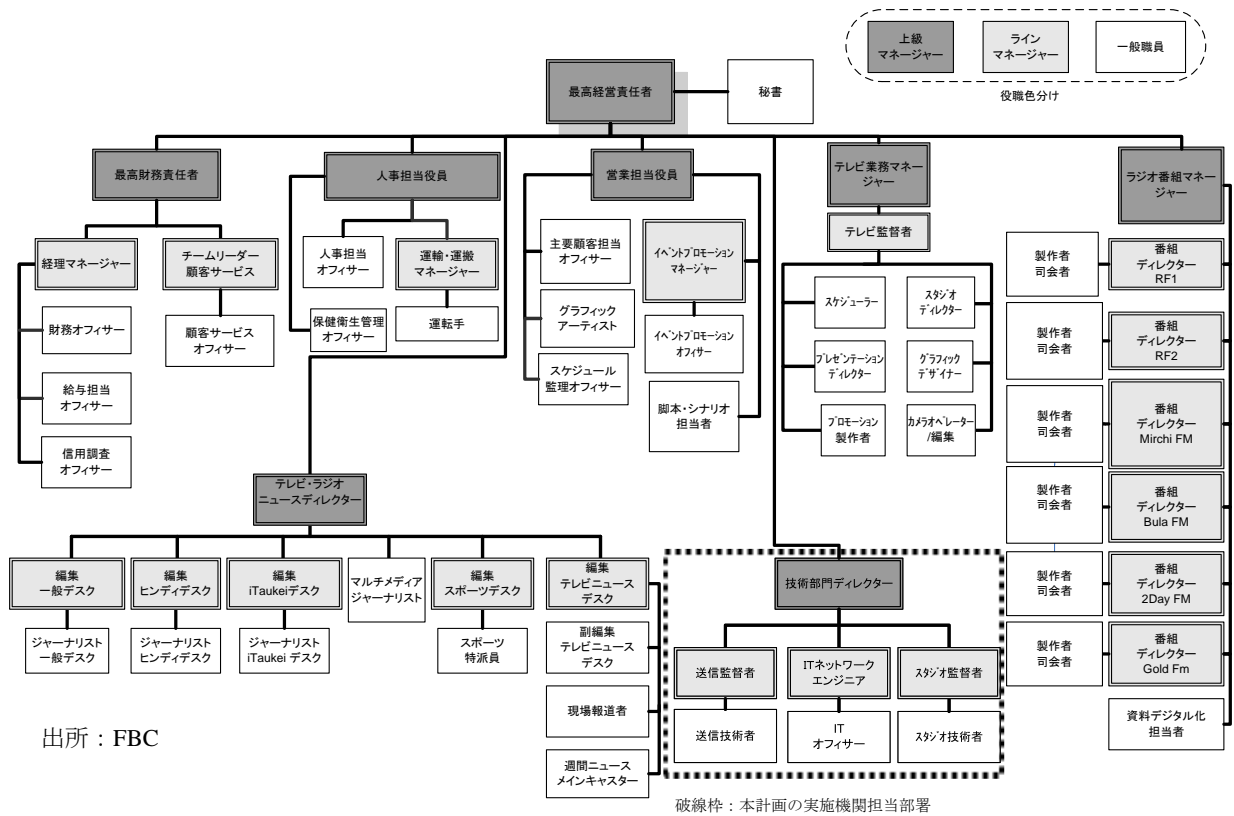 上級
マネージャー
ライン
マネージャー
一般職員
役職色分け
最高経営責任者
秘書
最高財務責任者
人事担当役員
営業担当役員
テレビ業務マネー
ジャー
ラジオ番組マネー
ジャー
経理マネージャー
チームリーダー
顧客サービス
財務オフィサー
顧客サービス
オフィサー
給与担当
オフィサー
信用調査
オフィサー
人事担当
オフィサー
運輸・運搬
マネージャー
保健衛生管理
オフィサー
運転手
主要顧客担当
オフィサー
イベントプロモーション
マネージャー
グラフィック
アーティスト
イベントプロモーション
オフィサー
スケジュール
監理オフィサー
脚本・シナリオ
担当者
テレビ監督者
スケジューラー
スタジオ
ディレクター
プレゼンテーション
ディレクター
グラフィック
デザイナー
プロモーション
製作者
カメラオペレーター
/編集
製作者
司会者
番組
ディレクター
RF1
製作者
司会者
番組
ディレクター
RF2
製作者
司会者
番組
ディレクター
Mirchi FM
製作者
司会者
番組
ディレクター
Bula FM
製作者
司会者
番組
ディレクター
2Day FM
製作者
司会者
番組
ディレクター
Gold Fm
資料デジタル化
担当者
テレビ・ラジオ
ニュースディレクター
編集
一般デスク
編集
ヒンディデスク
編集
iTaukeiデスク
マルチメディア
ジャーナリスト
編集
スポーツデスク
編集
テレビニュース
デスク
ジャーナリスト
一般デスク
ジャーナリスト
ヒンディデスク
ジャーナリスト
iTaukei デスク
スポーツ
特派員
副編集
テレビニュース
デスク
現場報道者
週間ニュース
メインキャスター
技術部門ディレクター
送信監督者
ITネットワーク
エンジニア
スタジオ監督者
送信技術者
IT
オフィサー
スタジオ技術者
出所：FBC
破線枠：本計画の実施機関担当部署